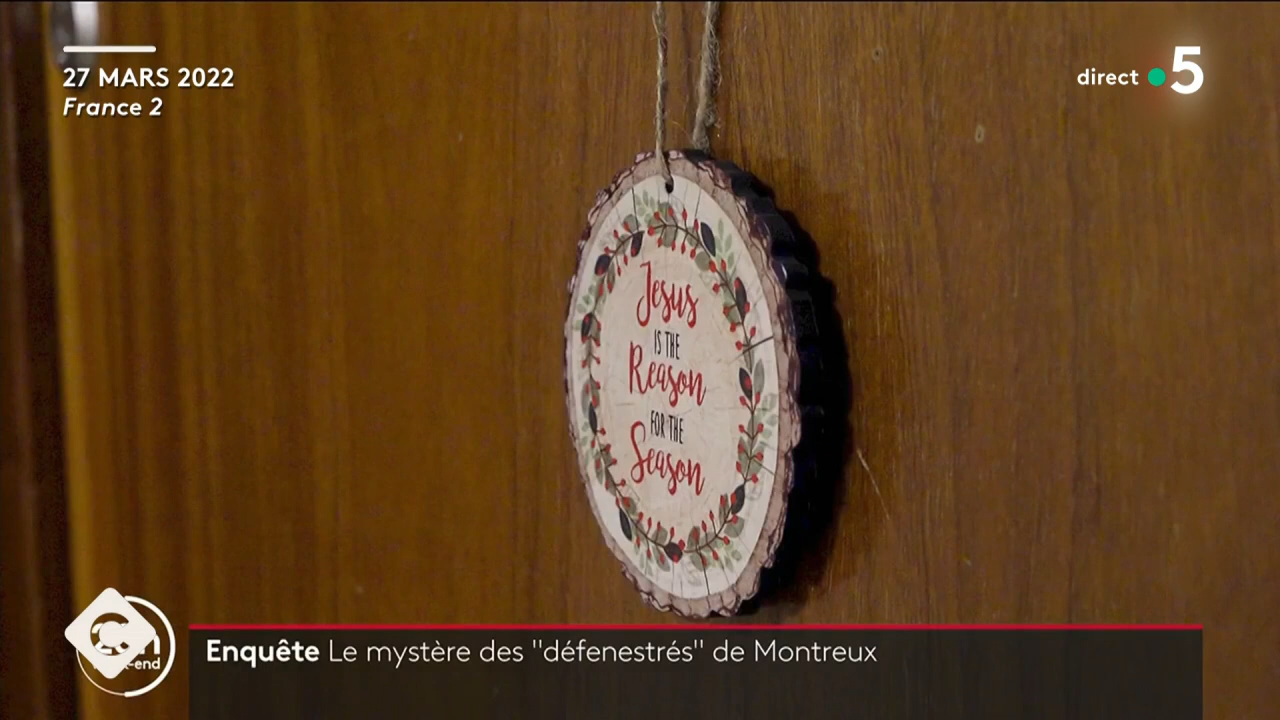 27 MARS 2022
France 2
direct 5
Jesus
IS THE
Reason
FOR THE
Season
Enquête Le mystère des "défenestrés" de Montreux